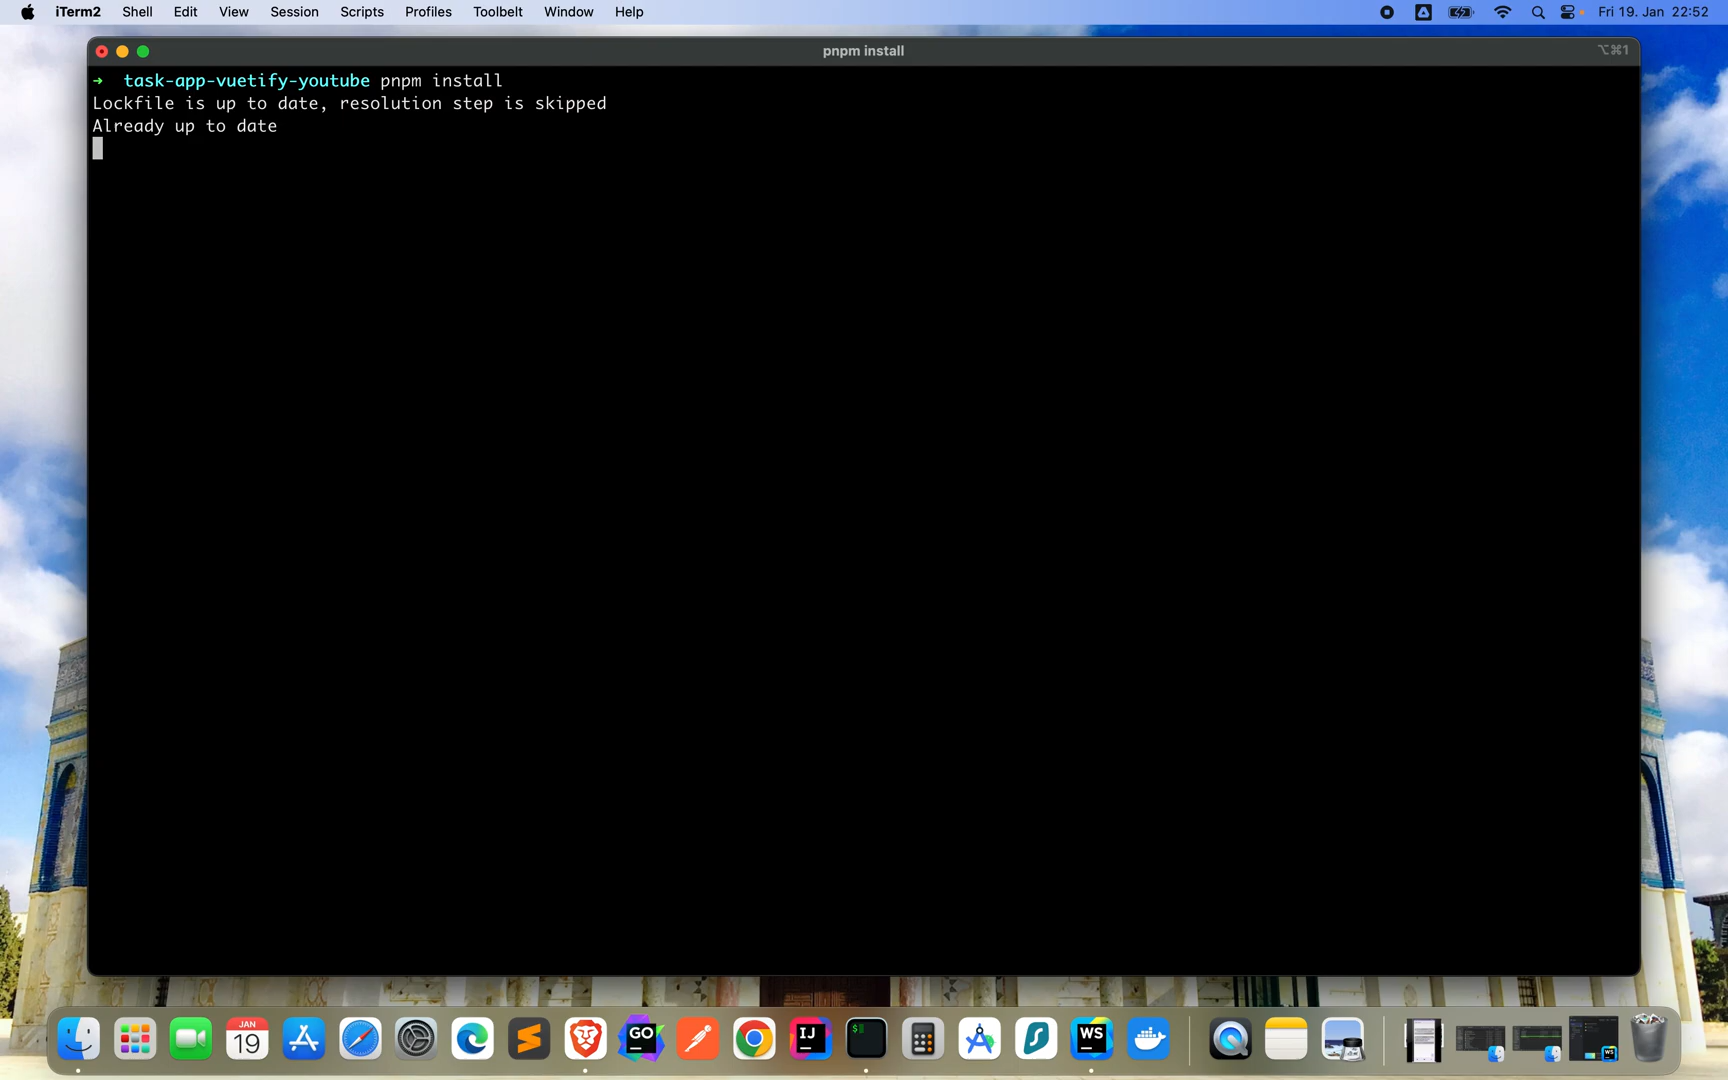 iTerm2 Shell Edit View Session Scripts Profiles Toolbelt Window Help Fri 19. Jan 22:52
pnpm install ⌥⌘1
➜ task-app-vuetify-youtube pnpm install
Lockfile is up to date, resolution step is skipped
Already up to date
JAN
19
GO
IJ
$
WS
WS